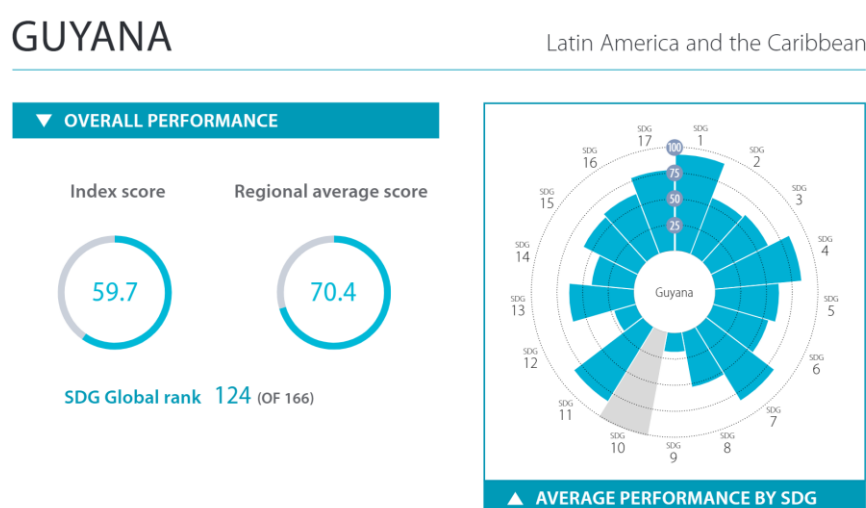 GUYANA
Latin America and the Caribbean
▼ OVERALL PERFORMANCE
Index score
Regional average score
59.7
70.4
SDG Global rank 124 (OF 166)
SDG 1
SDG 2
SDG 3
SDG 4
SDG 5
SDG 6
SDG 7
SDG 8
SDG 9
SDG 10
SDG 11
SDG 12
SDG 13
SDG 14
SDG 15
SDG 16
SDG 17
100
75
50
25
Guyana
▲ AVERAGE PERFORMANCE BY SDG